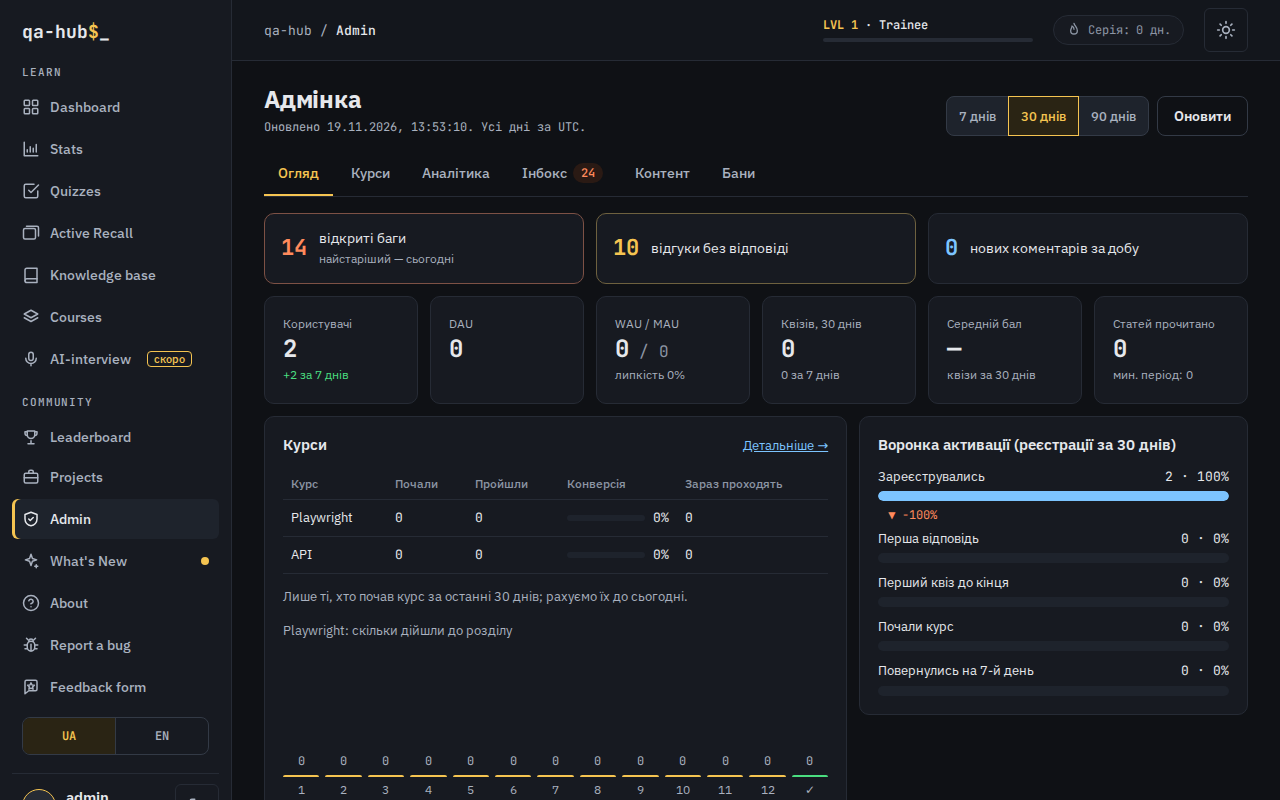 qa-hub$_
LEARN
Dashboard
Stats
Quizzes
Active Recall
Knowledge base
Courses
AI-interview скоро
COMMUNITY
Leaderboard
Projects
Admin
What's New
About
Report a bug
Feedback form
UA EN
admin
qa-hub / Admin
LVL 1 · Trainee
Серія: 0 дн.
Адмінка
Оновлено 19.11.2026, 13:53:10. Усі дні за UTC.
7 днів 30 днів 90 днів Оновити
Огляд Курси Аналітика Інбокс 24 Контент Бани
14 відкриті баги
найстаріший — сьогодні
10 відгуки без відповіді
0 нових коментарів за добу
Користувачі
2
+2 за 7 днів
DAU
0
WAU / MAU
0 / 0
липкість 0%
Квізів, 30 днів
0
0 за 7 днів
Середній бал
—
квізи за 30 днів
Статей прочитано
0
мин. період: 0
Курси Детальніше →
Курс Почали Пройшли Конверсія Зараз проходять
Playwright 0 0 0% 0
API 0 0 0% 0
Лише ті, хто почав курс за останні 30 днів; рахуємо їх до сьогодні.
Playwright: скільки дійшли до розділу
0 0 0 0 0 0 0 0 0 0 0 0 0
1 2 3 4 5 6 7 8 9 10 11 12 ✓
Воронка активації (реєстрації за 30 днів)
Зареєструвались 2 · 100%
▼ -100%
Перша відповідь 0 · 0%
Перший квіз до кінця 0 · 0%
Почали курс 0 · 0%
Повернулись на 7-й день 0 · 0%